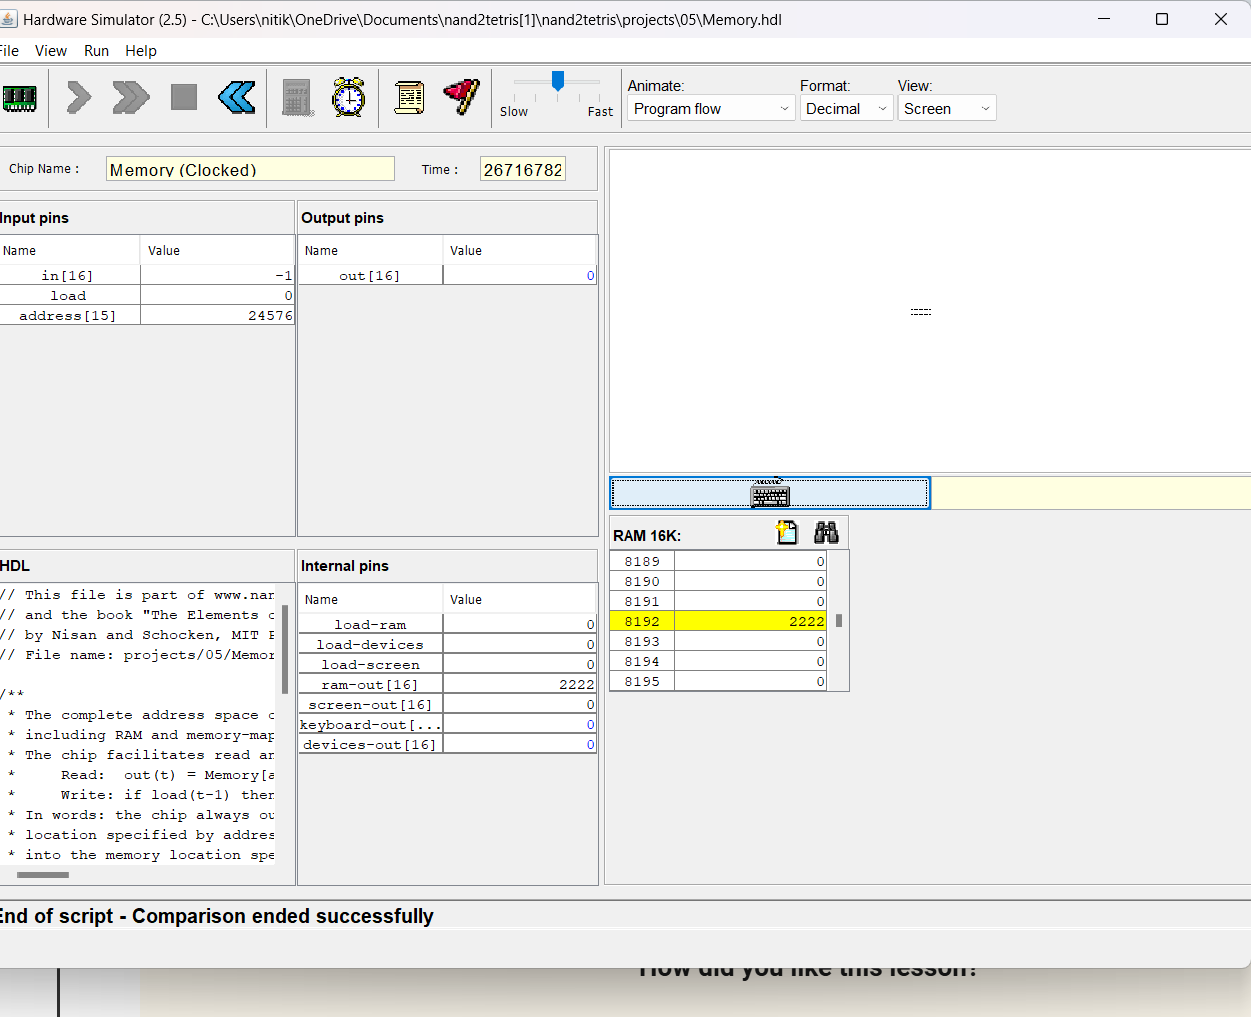 Hardware Simulator (2.5) - C:\Users\nitik\OneDrive\Documents\nand2tetris[1]\nand2tetris\projects\05\Memory.hdl
File View Run Help
Slow Fast
Animate: Format: View:
Program flow Decimal Screen
Chip Name : Memory (Clocked) Time : 26716782
Input pins
Name Value
in[16] -1
load 0
address[15] 24576
Output pins
Name Value
out[16] 0
HDL
// This file is part of www.nan
// and the book "The Elements
// by Nisan and Schocken, MIT
// File name: projects/05/Memor
/**
* The complete address space
* including RAM and memory-map
* The chip facilitates read an
* Read: out(t) = Memory[a
* Write: if load(t-1) then
* In words: the chip always ou
* location specified by addres
* into the memory location spe
Internal pins
Name Value
load-ram 0
load-devices 0
load-screen 0
ram-out[16] 2222
screen-out[16] 0
keyboard-out[... 0
devices-out[16] 0
RAM 16K:
8189 0
8190 0
8191 0
8192 2222
8193 0
8194 0
8195 0
End of script - Comparison ended successfully
How did you like this lesson?